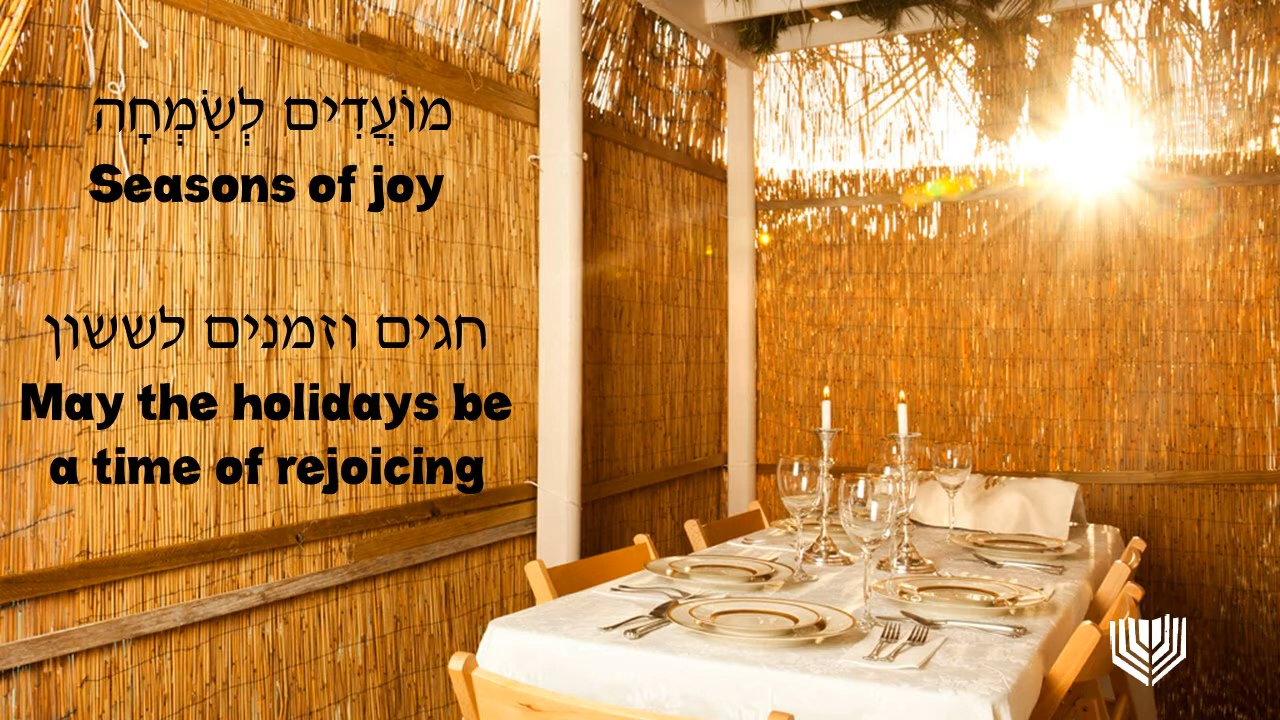 מוֹעֲדִים לְשִׂמְחָה
Seasons of joy
חגים וזמנים לששון
May the holidays be
a time of rejoicing